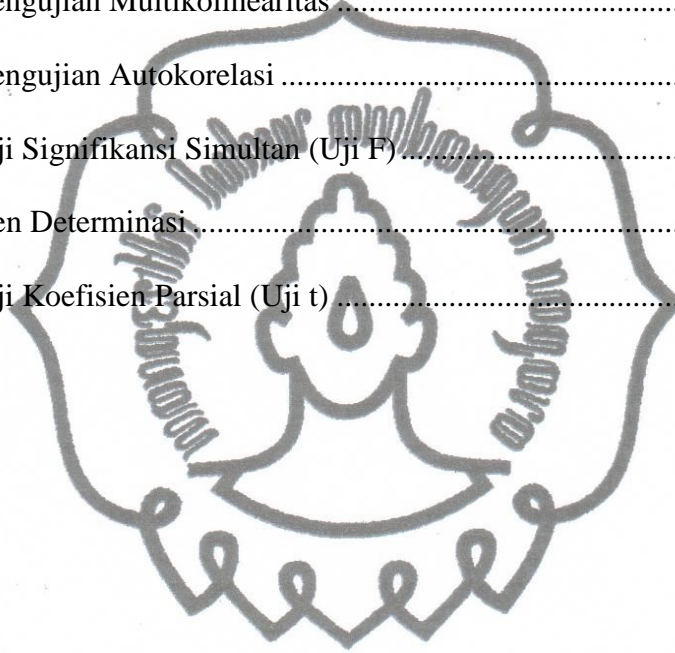 engujian Multikolinearitas ..........................................
engujian Autokorelasi ..................................................
ji Signifikansi Simultan (Uji F)...................................
en Determinasi .............................................................
ji Koefisien Parsial (Uji t) ..........................................